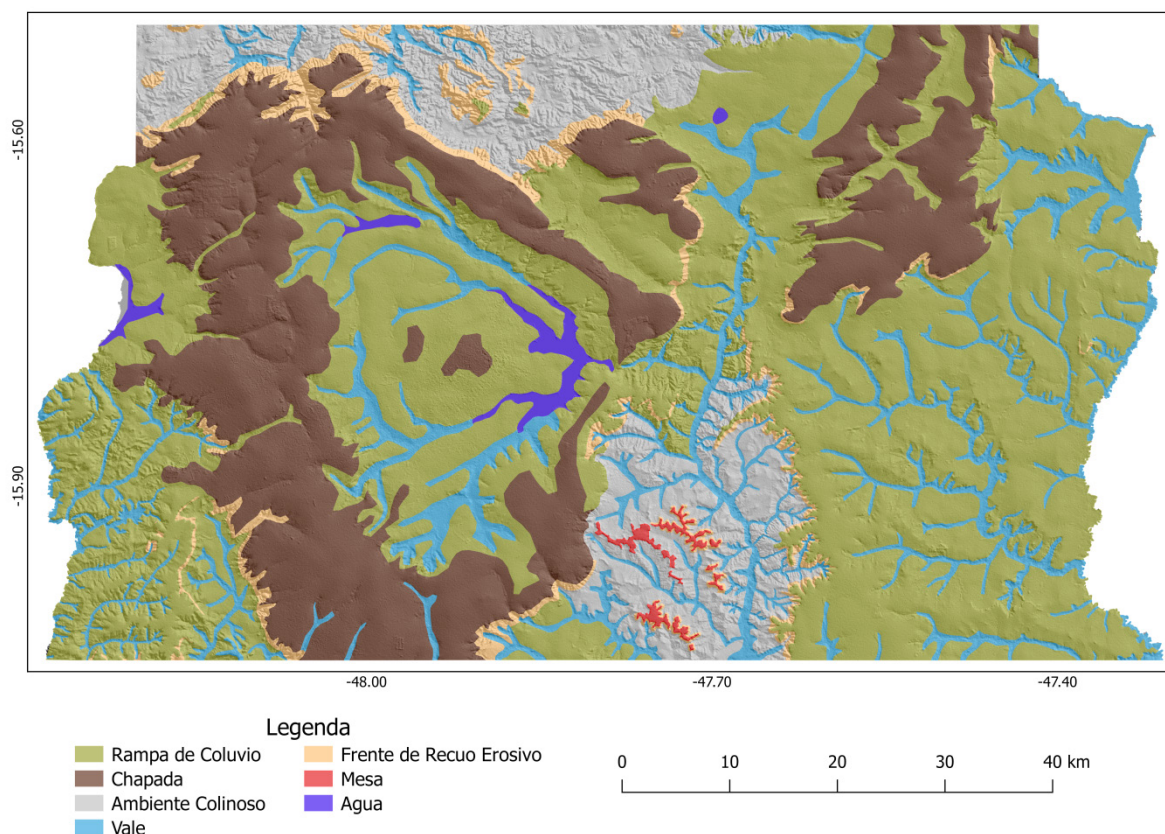 -15.60
-15.90
-48.00
-47.70
-47.40
Legenda
Rampa de Coluvio
Chapada
Ambiente Colinoso
Vale
Frente de Recuo Erosivo
Mesa
Agua
0 10 20 30 40 km